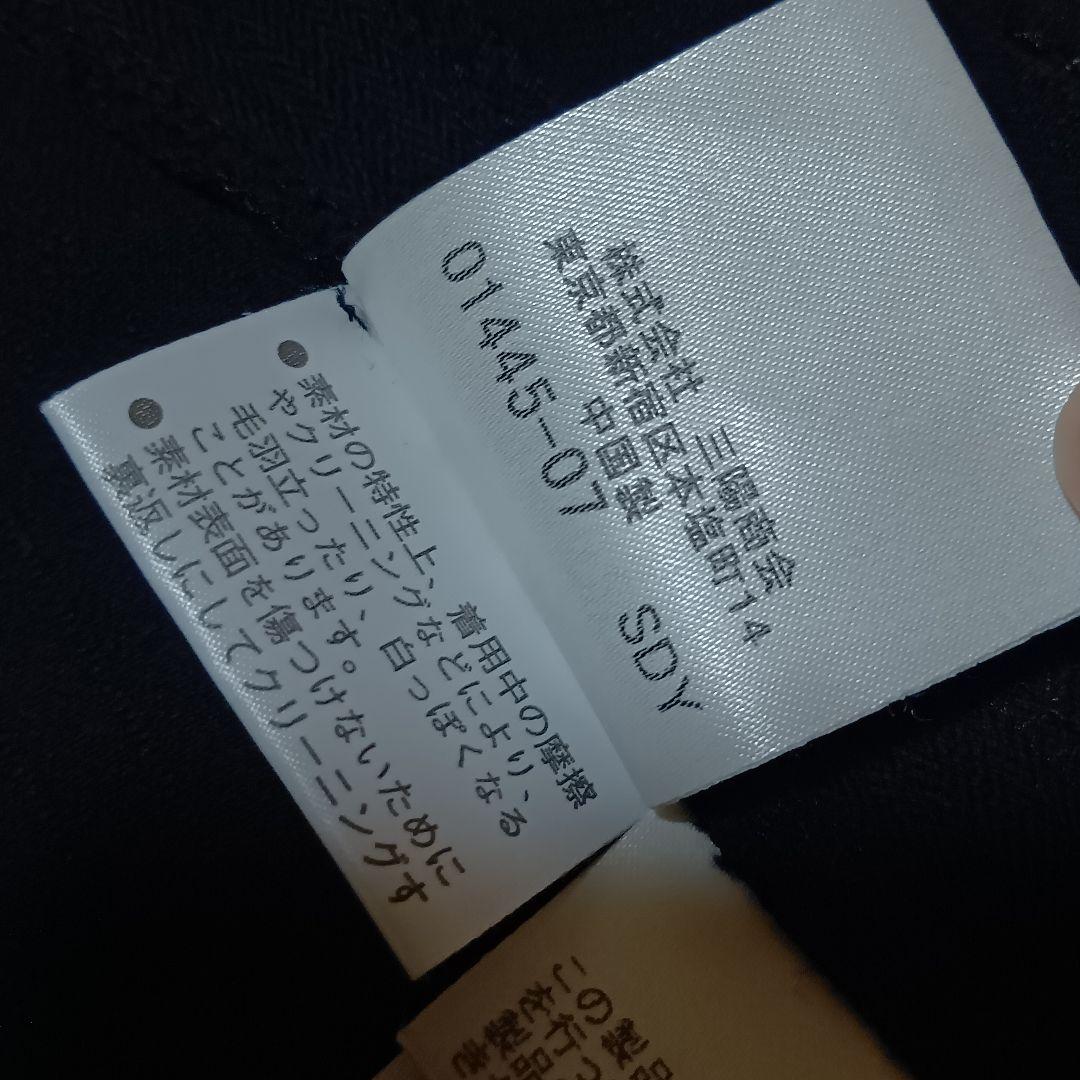 株式会社 三陽商会
東京都新宿区本塩町14
中国製
01445-07 SDY
● 素材の特性上、着用中の摩擦
やクリーニングなどにより、
毛羽立ったり、白っぽくなる
ことがあります。
● 素材表面を傷つけないために
裏返しにしてクリーニングす
この製品
を行っ
製品